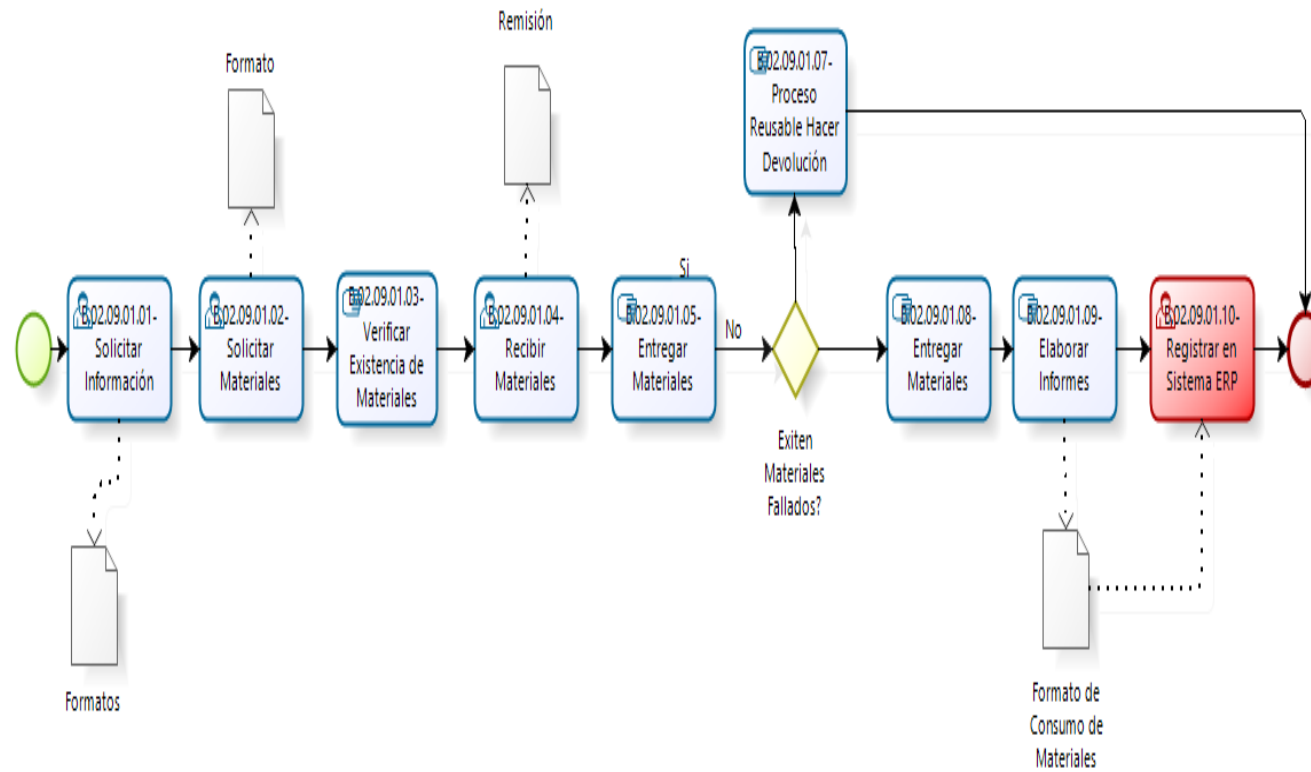 Remisión
Formato
B.02.09.01.07-
Proceso
Reusable Hacer
Devolución
Si
B.02.09.01.01-
Solicitar
Información
B.02.09.01.02-
Solicitar
Materiales
B.02.09.01.03-
Verificar
Existencia de
Materiales
B.02.09.01.04-
Recibir
Materiales
B.02.09.01.05-
Entregar
Materiales
No
Exiten
Materiales
Fallados?
B.02.09.01.08-
Entregar
Materiales
B.02.09.01.09-
Elaborar
Informes
B.02.09.01.10-
Registrar en
Sistema ERP
Formatos
Formato de
Consumo de
Materiales